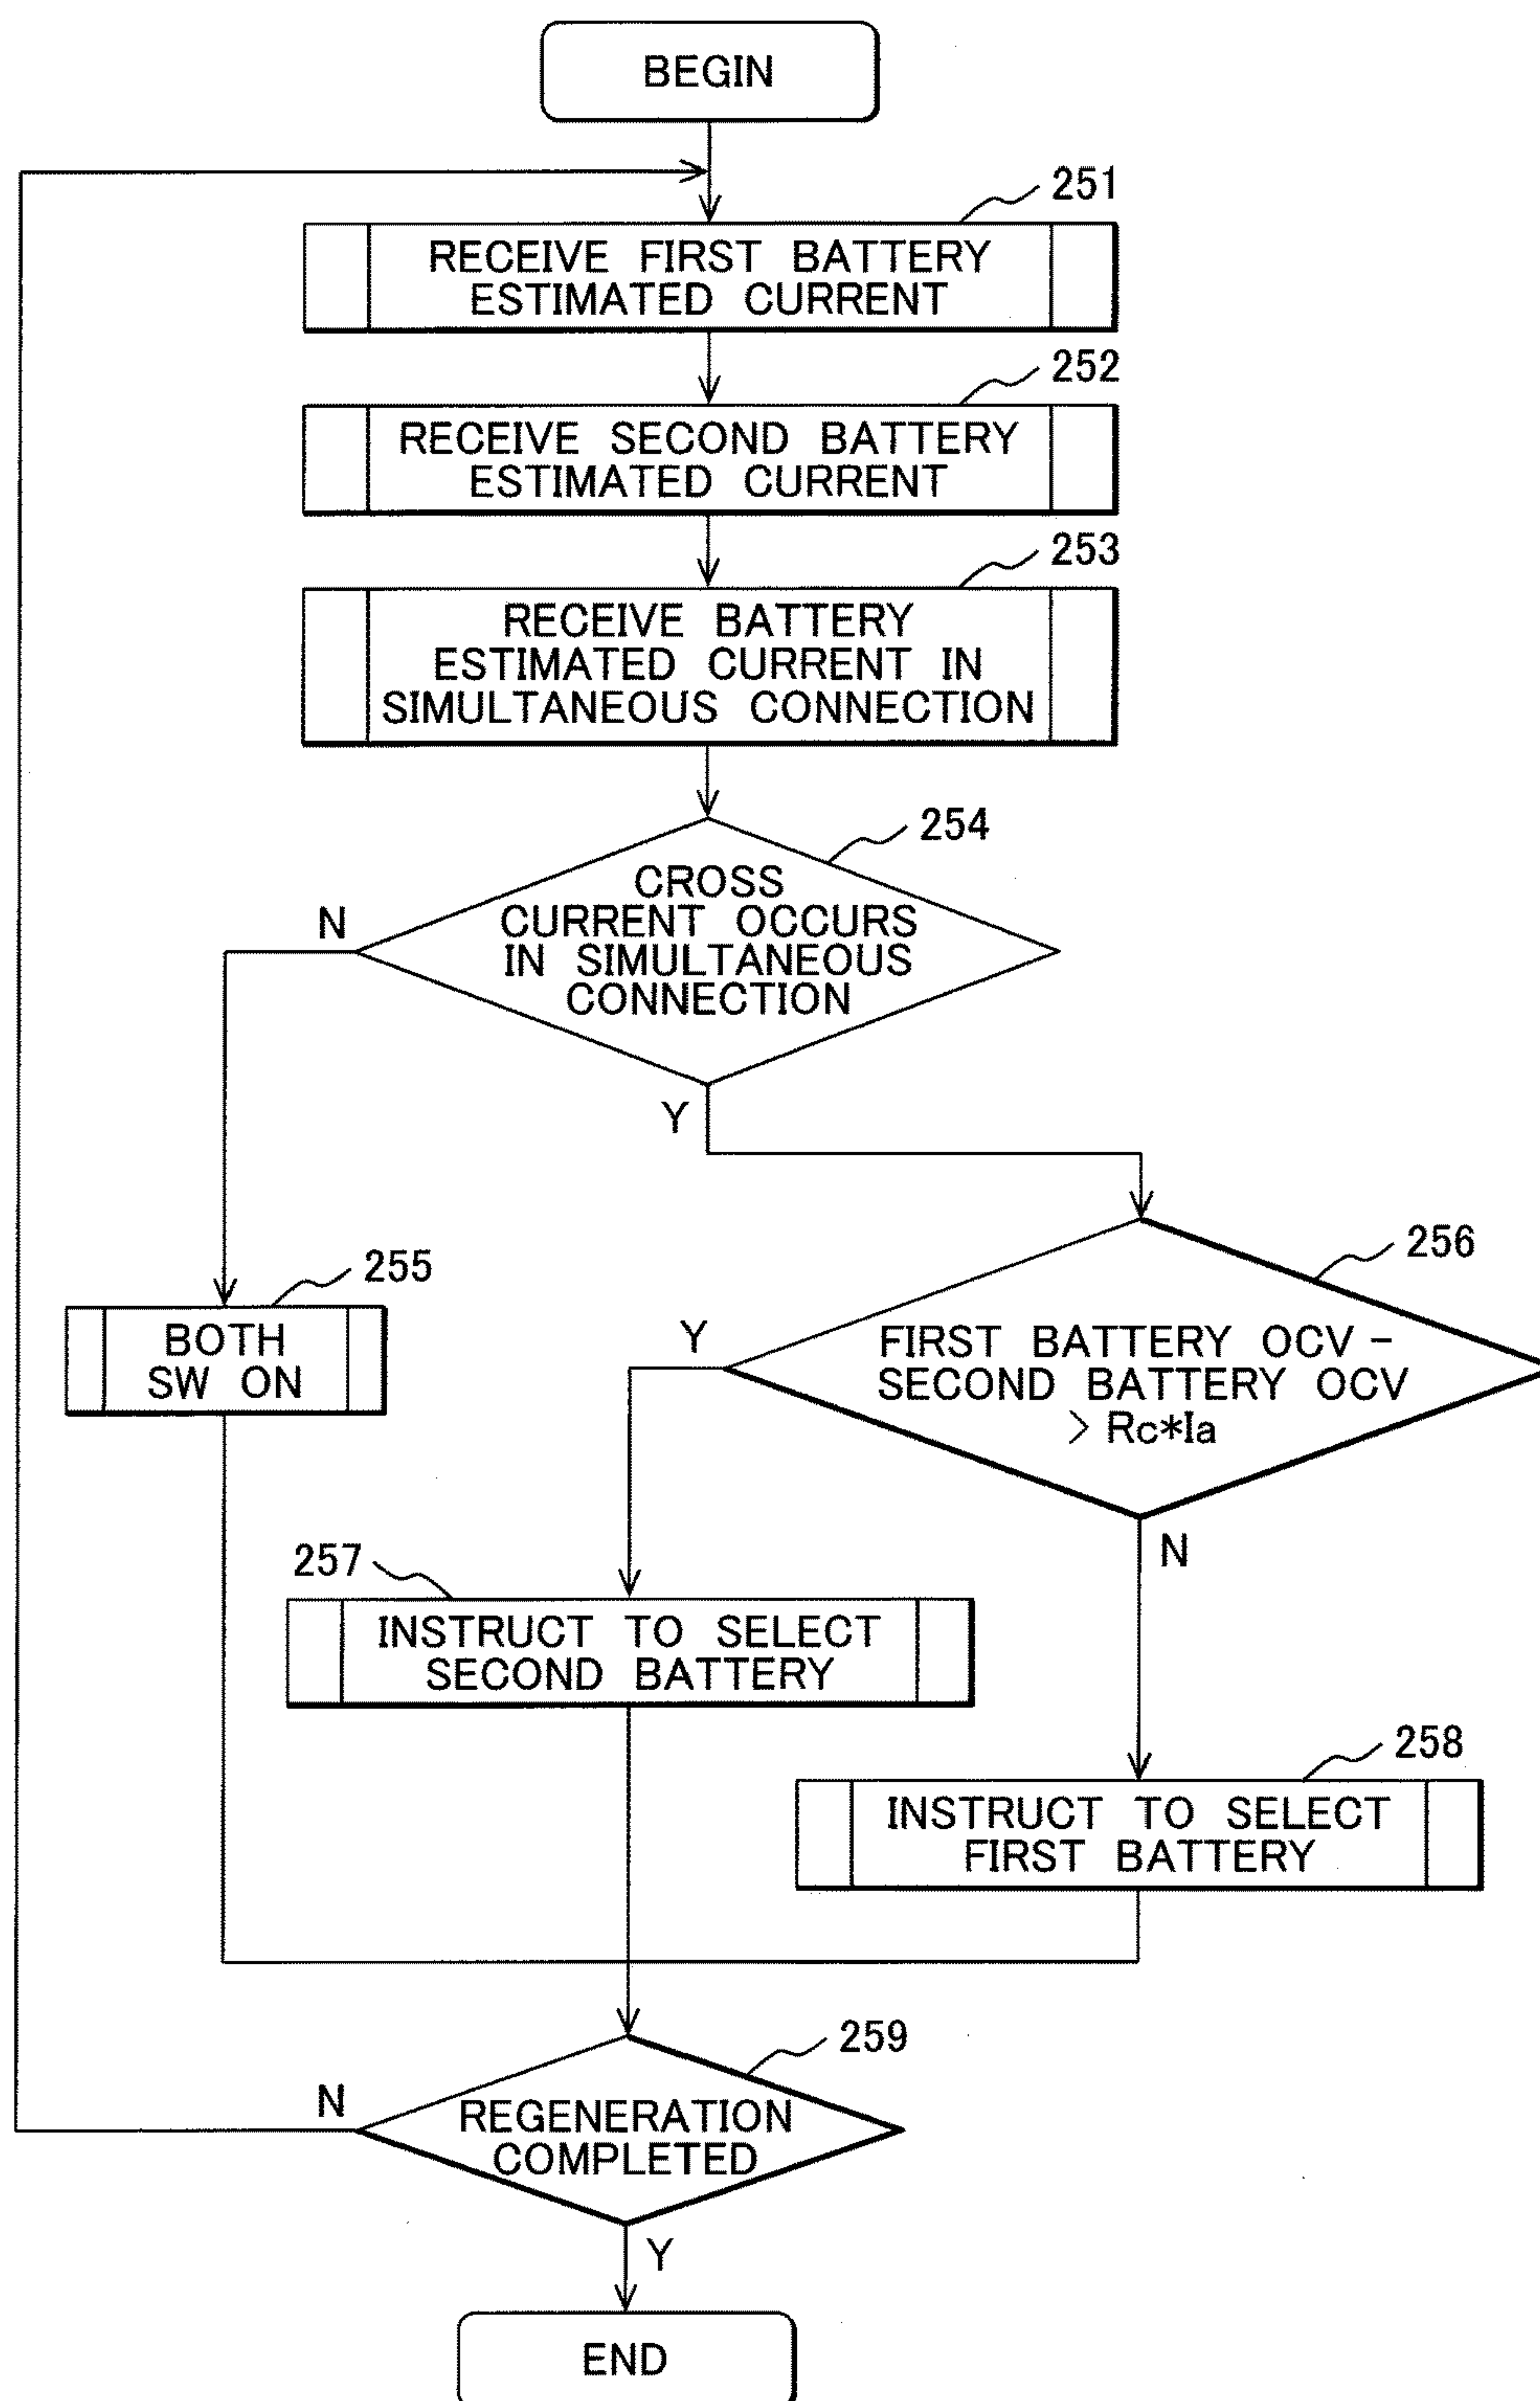 BEGIN
251
RECEIVE FIRST BATTERY
ESTIMATED CURRENT
252
RECEIVE SECOND BATTERY
ESTIMATED CURRENT
253
RECEIVE BATTERY
ESTIMATED CURRENT IN
SIMULTANEOUS CONNECTION
254
CROSS
CURRENT OCCURS
IN SIMULTANEOUS
CONNECTION
N
Y
255
BOTH
SW ON
256
FIRST BATTERY OCV -
SECOND BATTERY OCV
> Rc*Ia
Y
N
257
INSTRUCT TO SELECT
SECOND BATTERY
258
INSTRUCT TO SELECT
FIRST BATTERY
259
REGENERATION
COMPLETED
N
Y
END